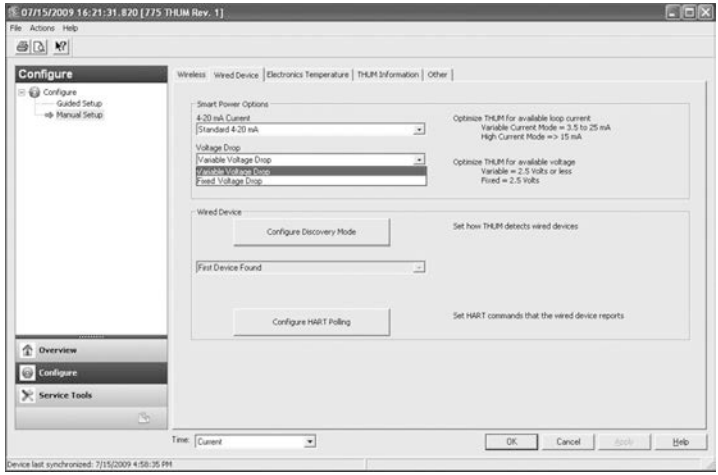 07/15/2009 16:21:31.820 [775 THUM Rev. 1]
File Actions Help
Configure
Configure
Guided Setup
Manual Setup
Overview
Configure
Service Tools
Wireless Wired Device Electronics Temperature THUM Information Other
Smart Power Options
4-20 mA Current
Standard 4-20 mA
Optimize THUM for available loop current
Variable Current Mode = 3.5 to 25 mA
High Current Mode => 15 mA
Voltage Drop
Variable Voltage Drop
Variable Voltage Drop
Fixed Voltage Drop
Optimize THUM for available voltage
Variable = 2.5 Volts or less
Fixed = 2.5 Volts
Wired Device
Configure Discovery Mode
Set how THUM detects wired devices
First Device Found
Configure HART Polling
Set HART commands that the wired device reports
Time: Current
OK Cancel Apply Help
Device last synchronized: 7/15/2009 4:58:35 PM